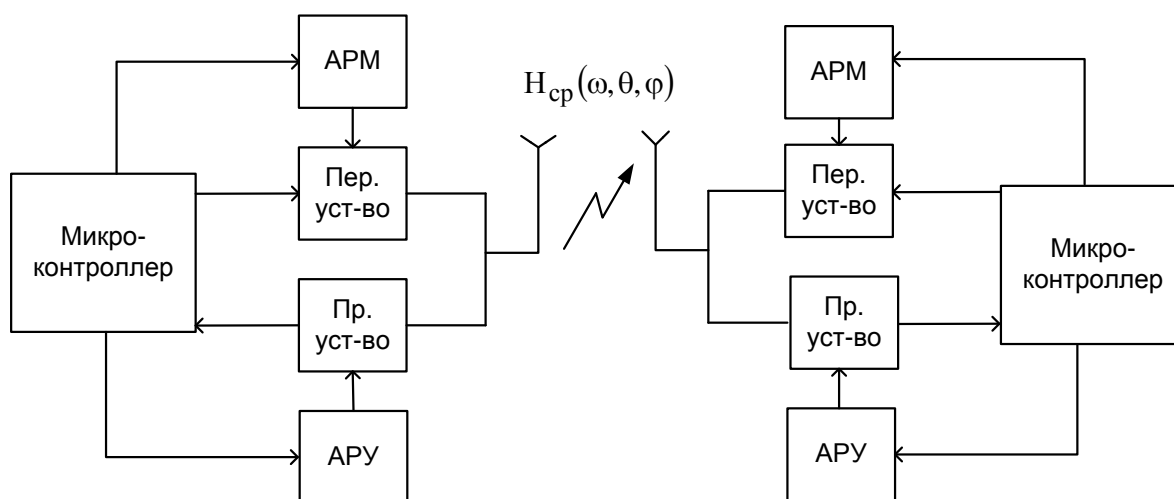 АРМ
Пер.
уст-во
Микро-
контроллер
Пр.
уст-во
АРУ
Hср(ω,θ,φ)
АРМ
Пер.
уст-во
Микро-
контроллер
Пр.
уст-во
АРУ